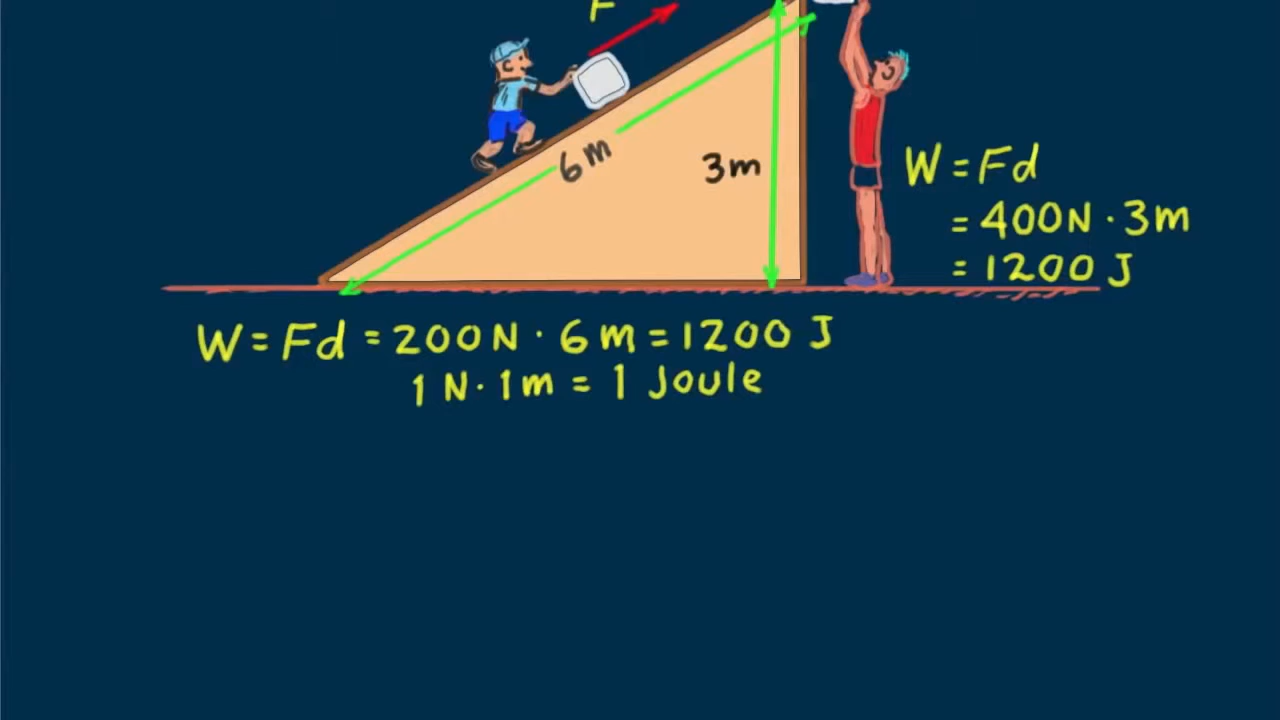 F
6m
3m
W = Fd
= 400N · 3m
= 1200 J
W = Fd = 200N · 6m = 1200 J
1 N · 1m = 1 Joule